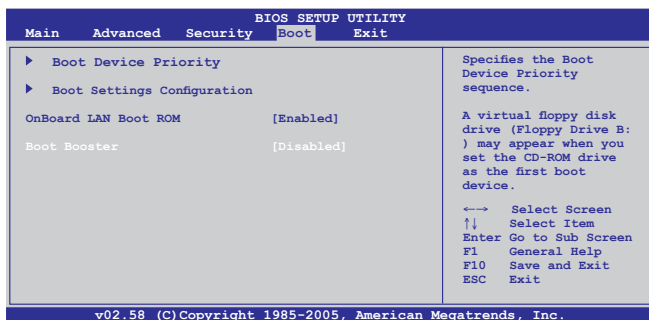 BIOS SETUP UTILITY
Main Advanced Security Boot Exit
Boot Device Priority
Boot Settings Configuration
OnBoard LAN Boot ROM [Enabled]
Boot Booster [Disabled]
Specifies the Boot
Device Priority
sequence.
A virtual floppy disk
drive (Floppy Drive B:
) may appear when you
set the CD-ROM drive
as the first boot
device.
←→ Select Screen
↑↓ Select Item
Enter Go to Sub Screen
F1 General Help
F10 Save and Exit
ESC Exit
v02.58 (C)Copyright 1985-2005, American Megatrends, Inc.